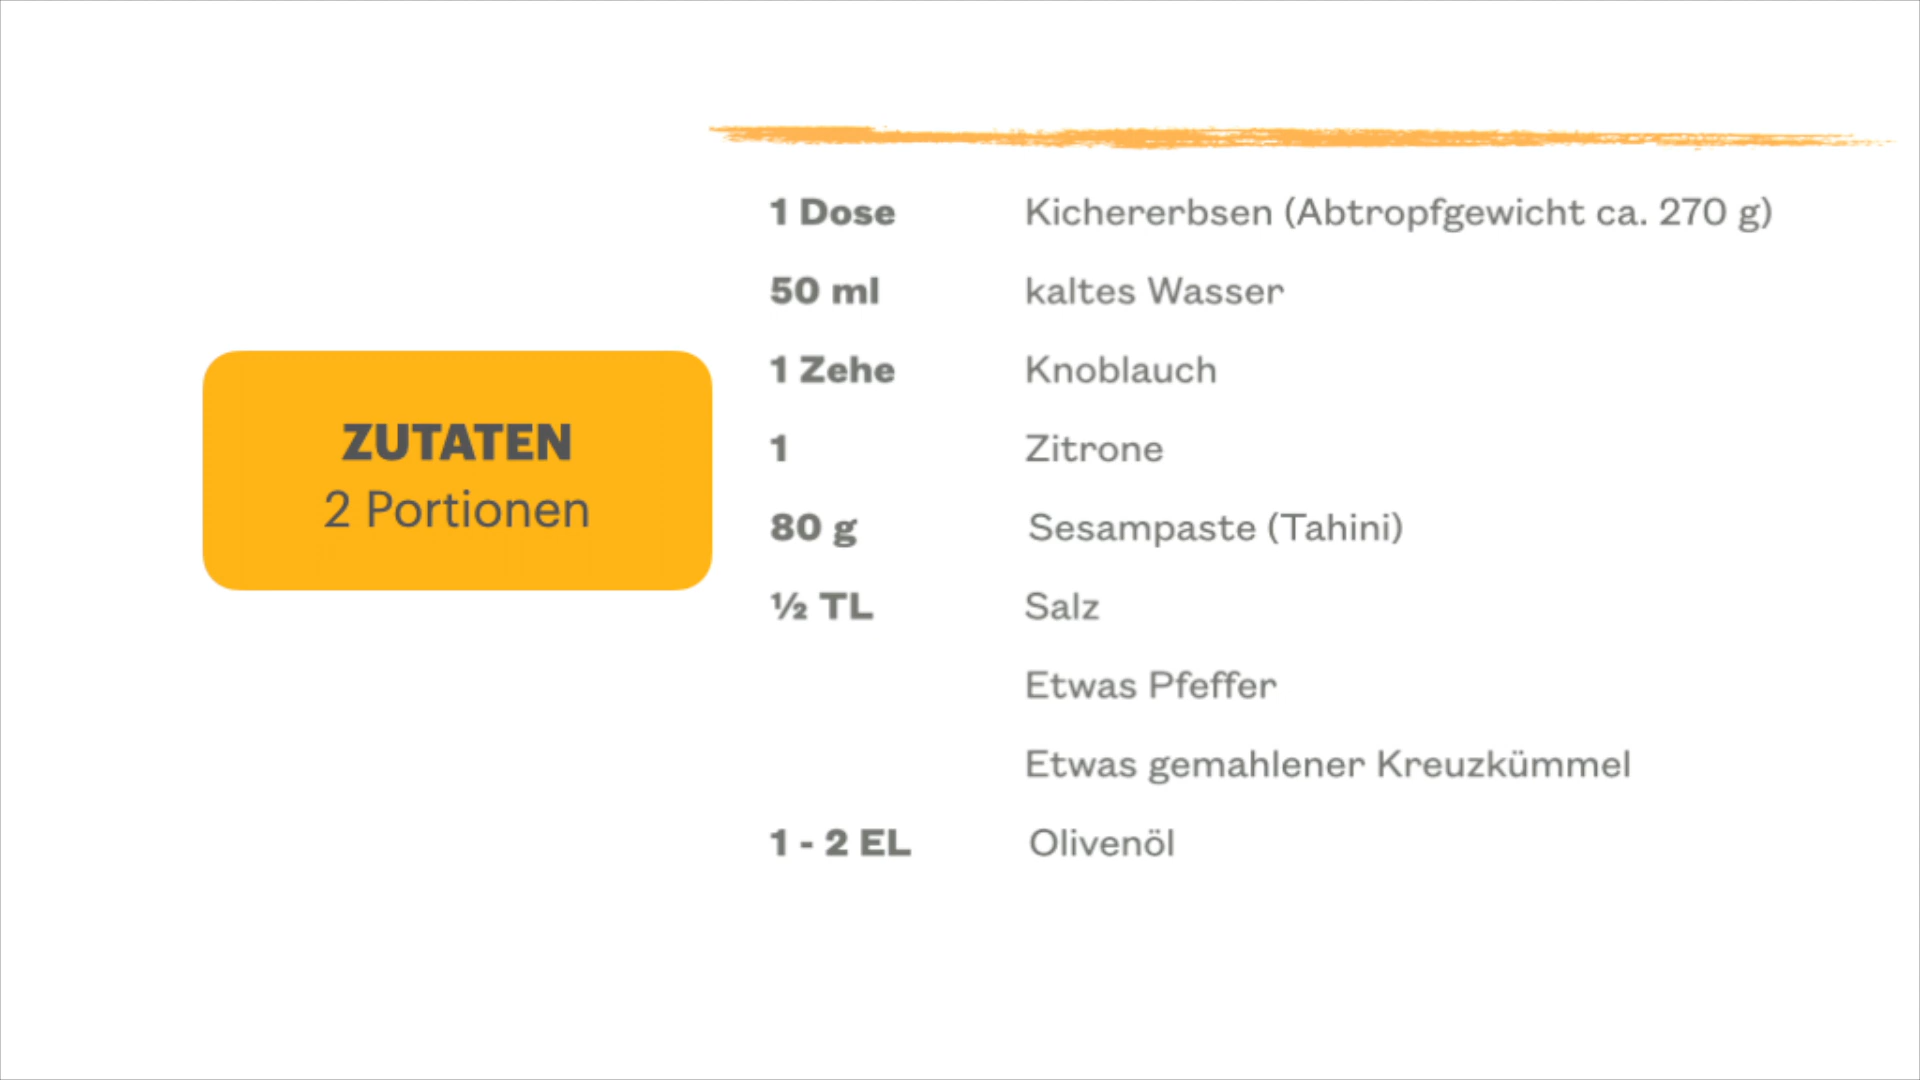 ZUTATEN
2 Portionen
1 Dose Kichererbsen (Abtropfgewicht ca. 270 g)
50 ml kaltes Wasser
1 Zehe Knoblauch
1 Zitrone
80 g Sesampaste (Tahini)
½ TL Salz
Etwas Pfeffer
Etwas gemahlener Kreuzkümmel
1 - 2 EL Olivenöl